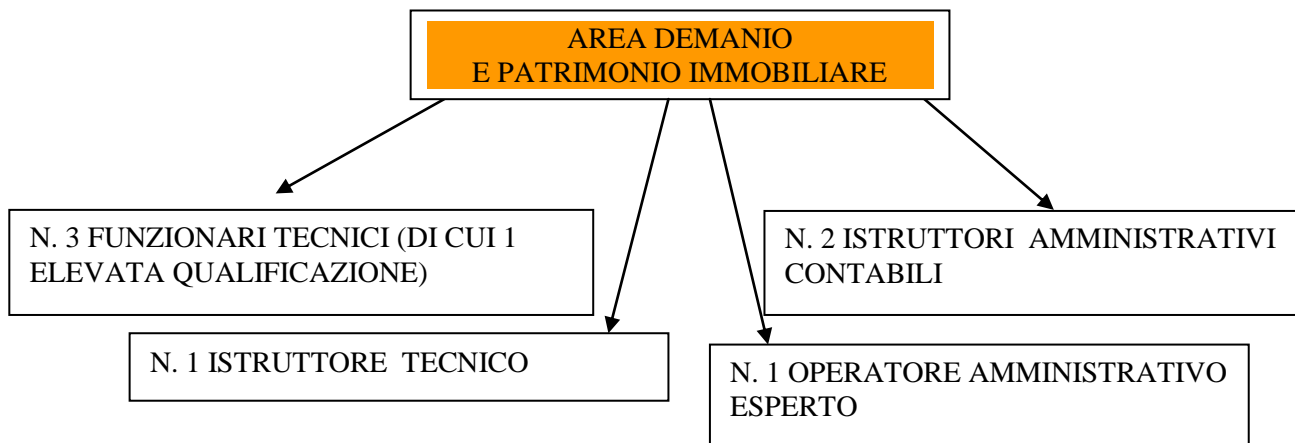 AREA DEMANIO
E PATRIMONIO IMMOBILIARE
N. 3 FUNZIONARI TECNICI (DI CUI 1
ELEVATA QUALIFICAZIONE)
N. 2 ISTRUTTORI AMMINISTRATIVI
CONTABILI
N. 1 ISTRUTTORE TECNICO
N. 1 OPERATORE AMMINISTRATIVO
ESPERTO